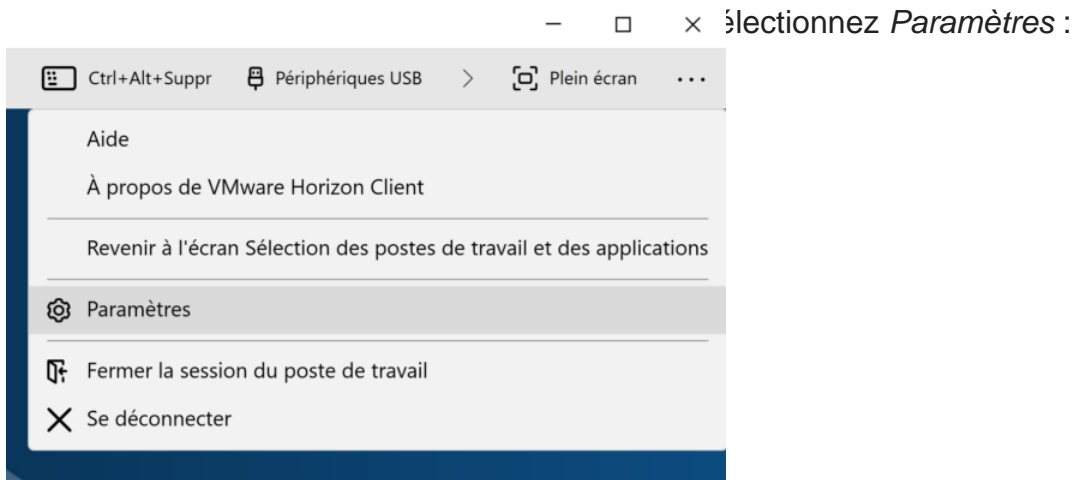 électionnez Paramètres :
Ctrl+Alt+Suppr Périphériques USB > Plein écran ...
Aide
À propos de VMware Horizon Client
Revenir à l'écran Sélection des postes de travail et des applications
Paramètres
Fermer la session du poste de travail
Se déconnecter